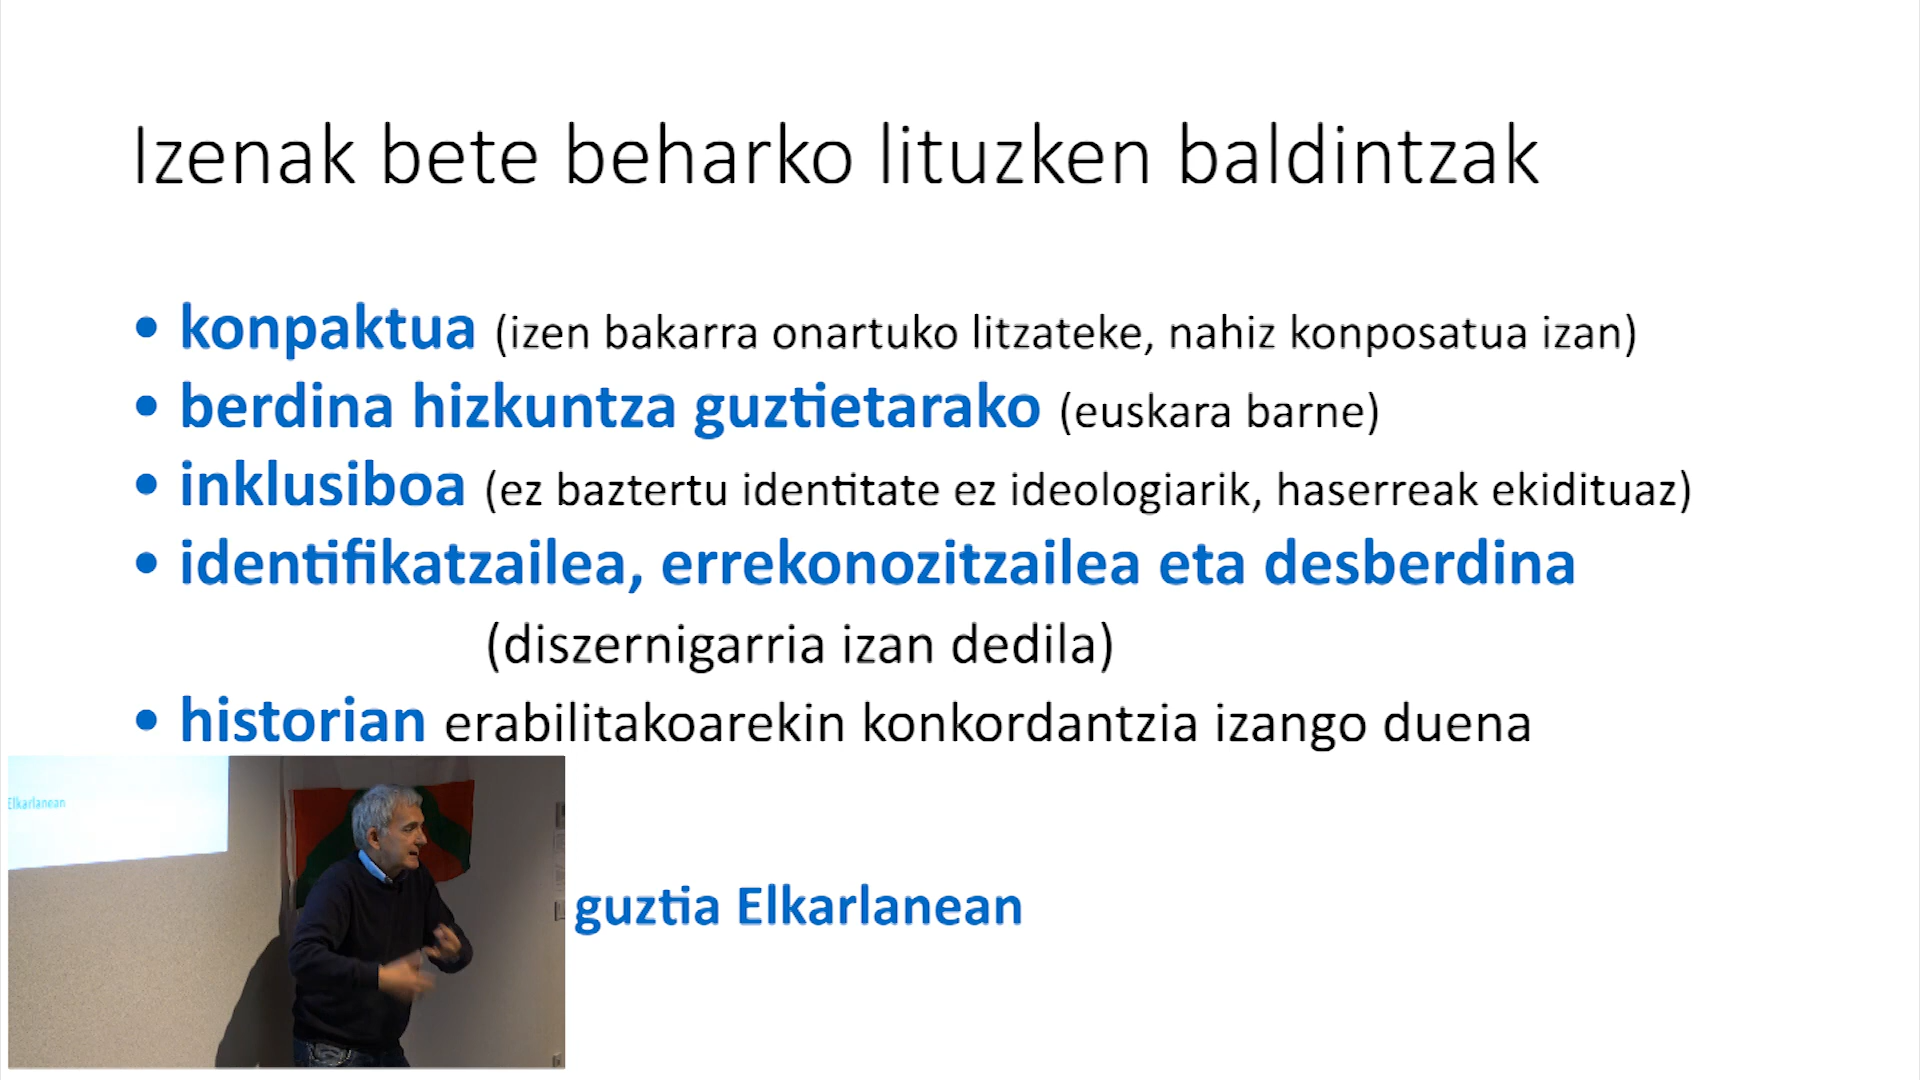 Izenak bete beharko lituzken baldintzak
• konpaktua (izen bakarra onartuko litzateke, nahiz konposatua izan)
• berdina hizkuntza guztietarako (euskara barne)
• inklusiboa (ez baztertu identitate ez ideologiarik, haserreak ekidituaz)
• identifikatzailea, errekonozitzailea eta desberdina
(diszernigarria izan dedila)
• historian erabilitakoarekin konkordantzia izango duena
guztia Elkarlanean
Elkarlanean